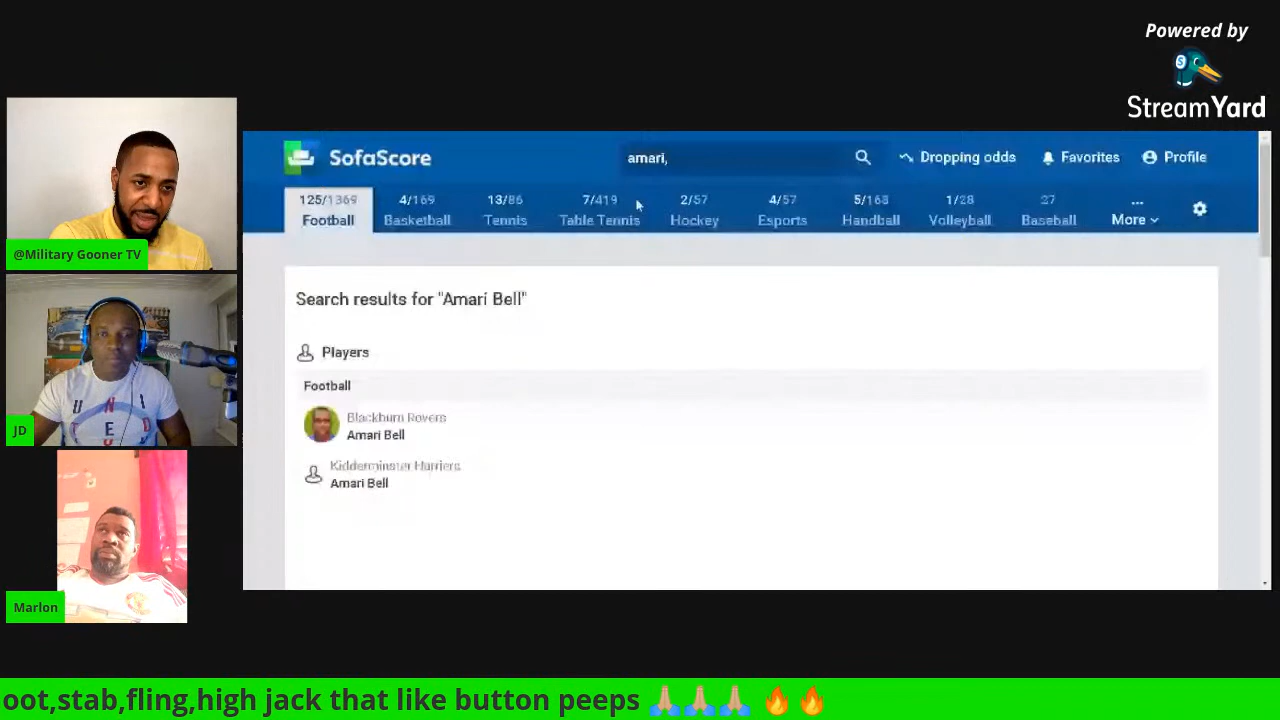 Powered by
StreamYard
@Military Gooner TV
JD
Marlon
SofaScore
amari,
Dropping odds
Favorites
Profile
125/1369
Football
4/169
Basketball
13/86
Tennis
7/419
Table Tennis
2/57
Hockey
4/57
Esports
5/163
Handball
1/28
Volleyball
27
Baseball
...
More
Search results for "Amari Bell"
Players
Football
Blackburn Rovers
Amari Bell
Kidderminster Harriers
Amari Bell
oot,stab,fling,high jack that like button peeps 🙏🏼🙏🏼🙏🏼 🔥🔥